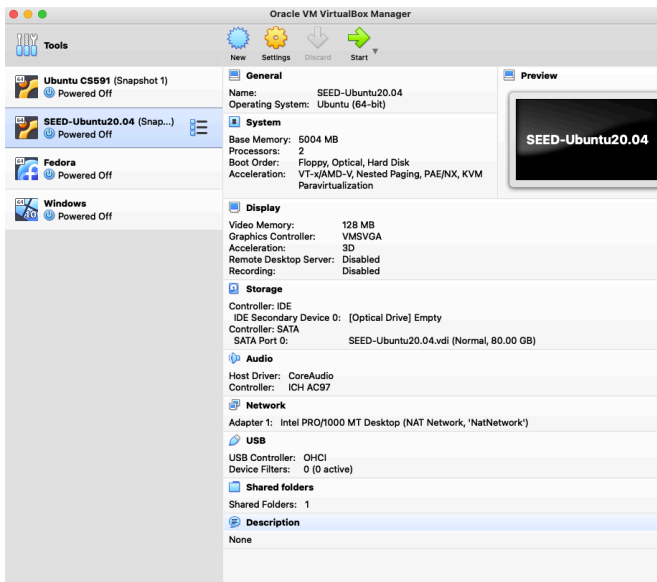 Oracle VM VirtualBox Manager
Tools
New Settings Discard Start
64 Ubuntu CS591 (Snapshot 1)
Powered Off
64 SEED-Ubuntu20.04 (Snap...)
Powered Off
64 Fedora
Powered Off
64 Windows
10 Powered Off
General
Name: SEED-Ubuntu20.04
Operating System: Ubuntu (64-bit)
System
Base Memory: 5004 MB
Processors: 2
Boot Order: Floppy, Optical, Hard Disk
Acceleration: VT-x/AMD-V, Nested Paging, PAE/NX, KVM
Paravirtualization
Preview
SEED-Ubuntu20.04
Display
Video Memory: 128 MB
Graphics Controller: VMSVGA
Acceleration: 3D
Remote Desktop Server: Disabled
Recording: Disabled
Storage
Controller: IDE
IDE Secondary Device 0: [Optical Drive] Empty
Controller: SATA
SATA Port 0: SEED-Ubuntu20.04.vdi (Normal, 80.00 GB)
Audio
Host Driver: CoreAudio
Controller: ICH AC97
Network
Adapter 1: Intel PRO/1000 MT Desktop (NAT Network, 'NatNetwork')
USB
USB Controller: OHCI
Device Filters: 0 (0 active)
Shared folders
Shared Folders: 1
Description
None